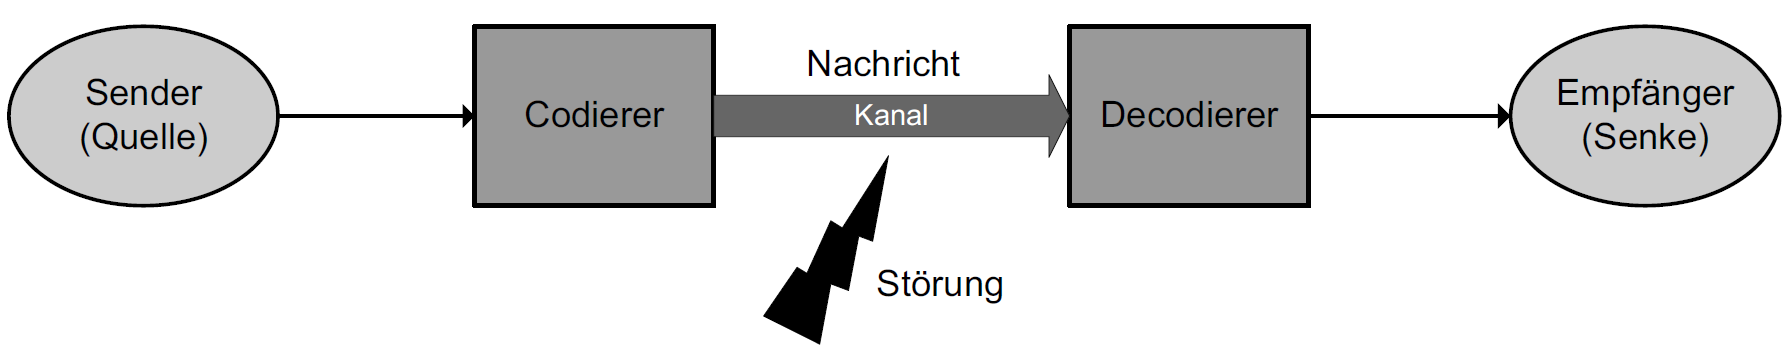 Sender
(Quelle)
Codierer
Nachricht
Kanal
Decodierer
Empfänger
(Senke)
Störung